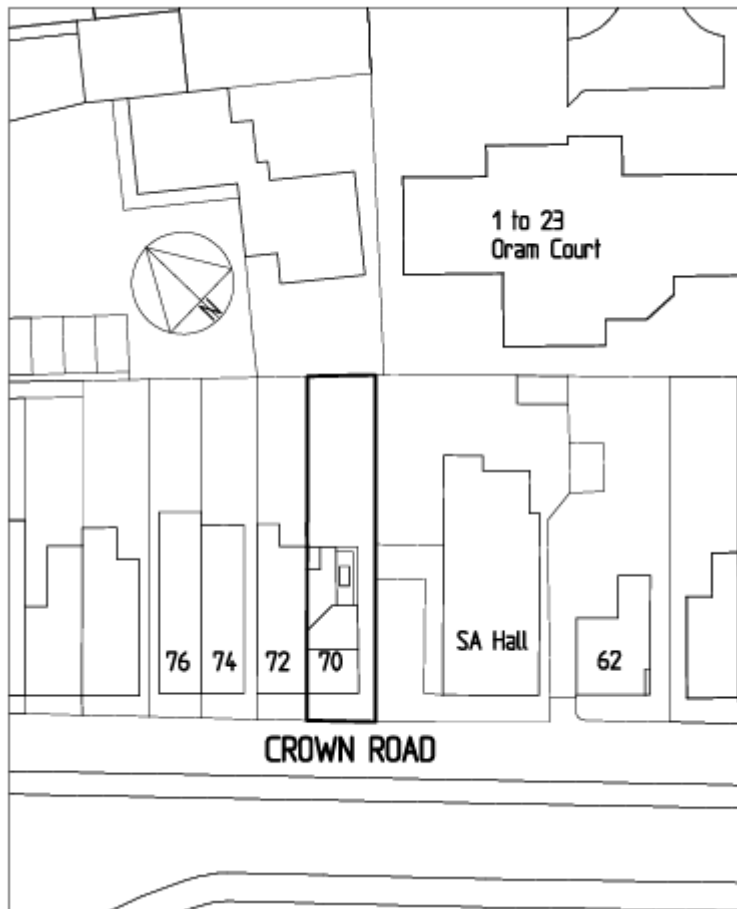 1 to 23
Oram Court
N
SA Hall
76 74 72 70
62
CROWN ROAD